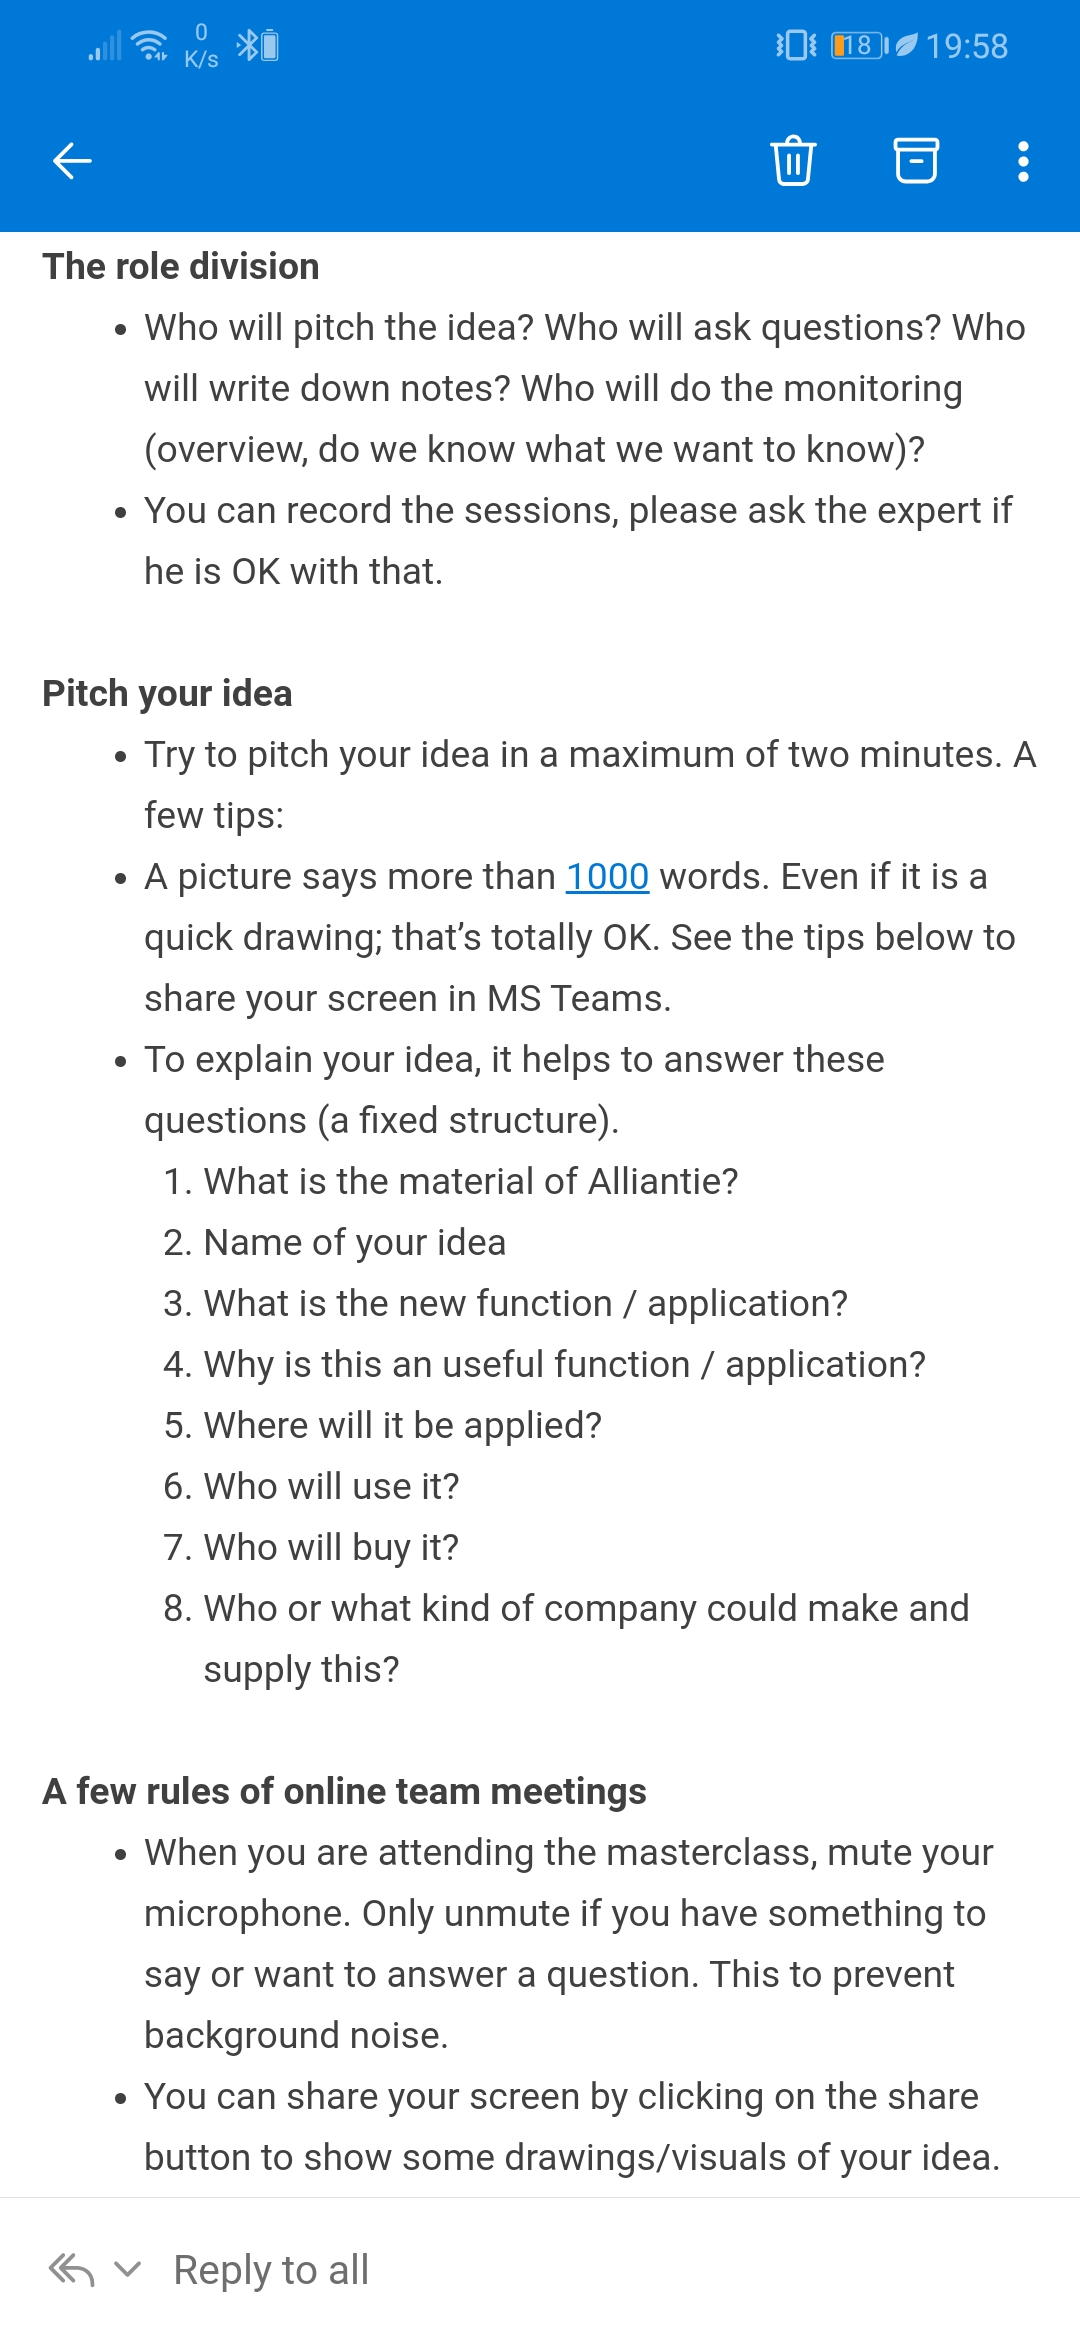 0
K/s
18
19:58
The role division
• Who will pitch the idea? Who will ask questions? Who
will write down notes? Who will do the monitoring
(overview, do we know what we want to know)?
• You can record the sessions, please ask the expert if
he is OK with that.
Pitch your idea
• Try to pitch your idea in a maximum of two minutes. A
few tips:
• A picture says more than 1000 words. Even if it is a
quick drawing; that’s totally OK. See the tips below to
share your screen in MS Teams.
• To explain your idea, it helps to answer these
questions (a fixed structure).
1. What is the material of Alliantie?
2. Name of your idea
3. What is the new function / application?
4. Why is this an useful function / application?
5. Where will it be applied?
6. Who will use it?
7. Who will buy it?
8. Who or what kind of company could make and
supply this?
A few rules of online team meetings
• When you are attending the masterclass, mute your
microphone. Only unmute if you have something to
say or want to answer a question. This to prevent
background noise.
• You can share your screen by clicking on the share
button to show some drawings/visuals of your idea.
Reply to all